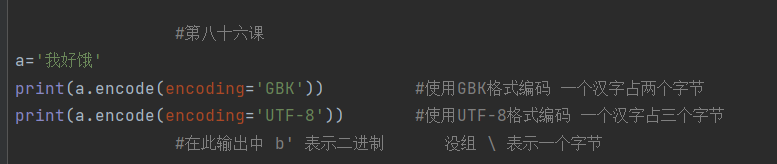 #第八十六课
a='我好饿'
print(a.encode(encoding='GBK')) #使用GBK格式编码 一个汉字占两个字节
print(a.encode(encoding='UTF-8')) #使用UTF-8格式编码 一个汉字占三个字节
#在此输出中 b' 表示二进制 没组 \ 表示一个字节